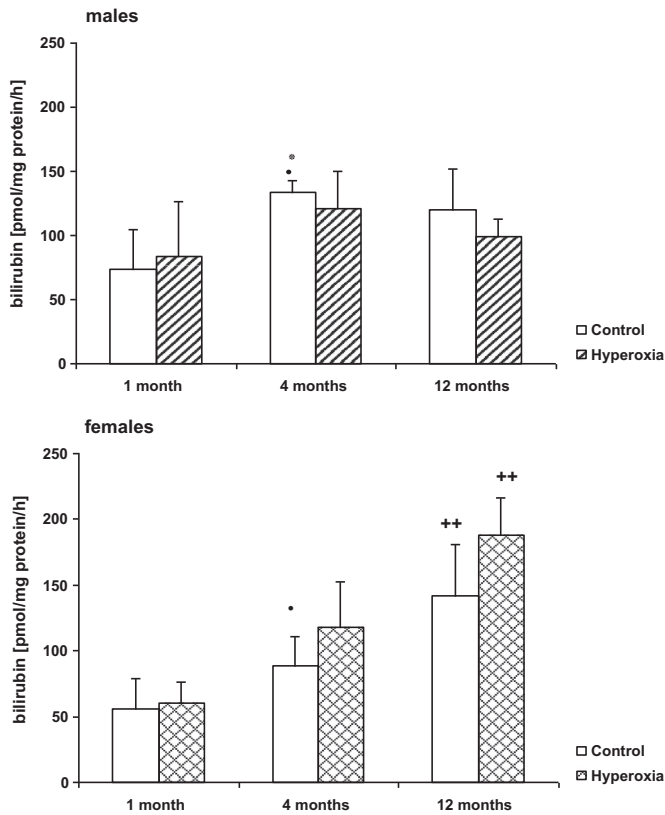 males
250
200
150
100
50
0
bilirubin [pmol/mg protein/h]
1 month
4 months
12 months
Control
Hyperoxia
females
250
200
150
100
50
0
bilirubin [pmol/mg protein/h]
++
++
1 month
4 months
12 months
Control
Hyperoxia